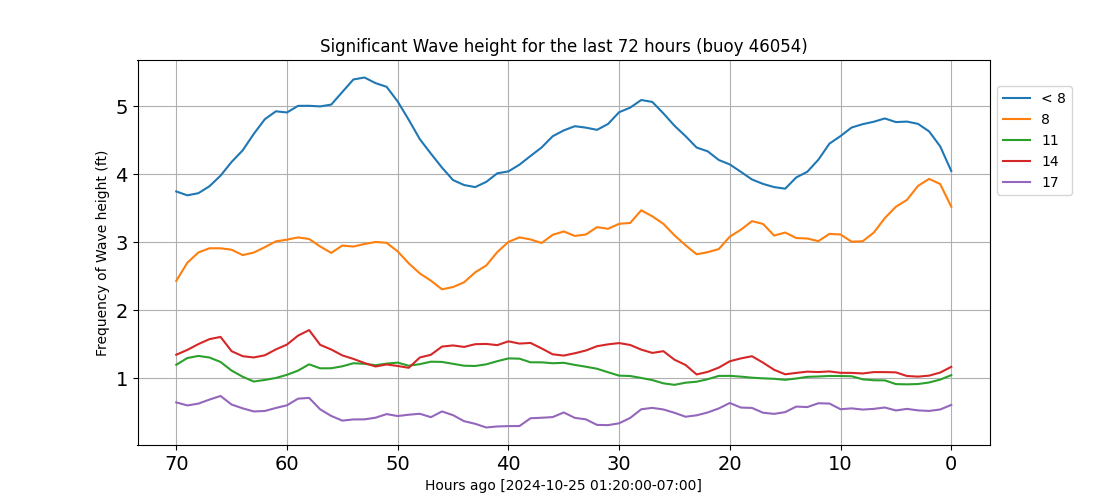 Significant Wave height for the last 72 hours (buoy 46054)
Frequency of Wave height (ft)
5
4
3
2
1
70 60 50 40 30 20 10 0
Hours ago [2024-10-25 01:20:00-07:00]
< 8
8
11
14
17